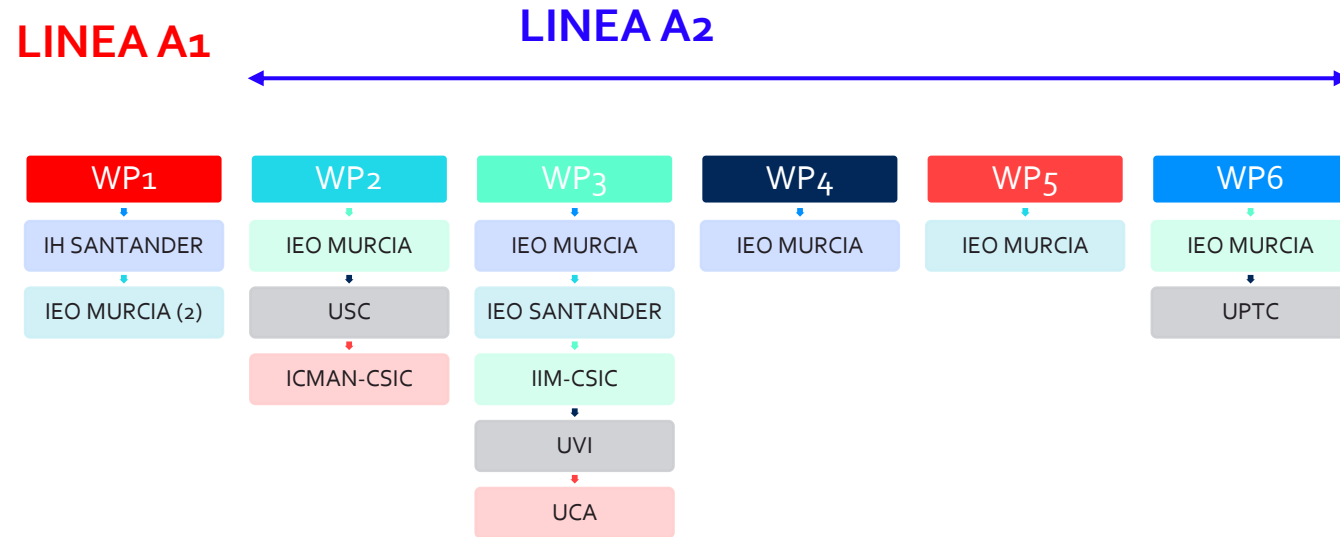 LINEA A1
LINEA A2
WP1
IH SANTANDER
IEO MURCIA (2)
WP2
IEO MURCIA
USC
ICMAN-CSIC
WP3
IEO MURCIA
IEO SANTANDER
IIM-CSIC
UVI
UCA
WP4
IEO MURCIA
WP5
IEO MURCIA
WP6
IEO MURCIA
UPTC